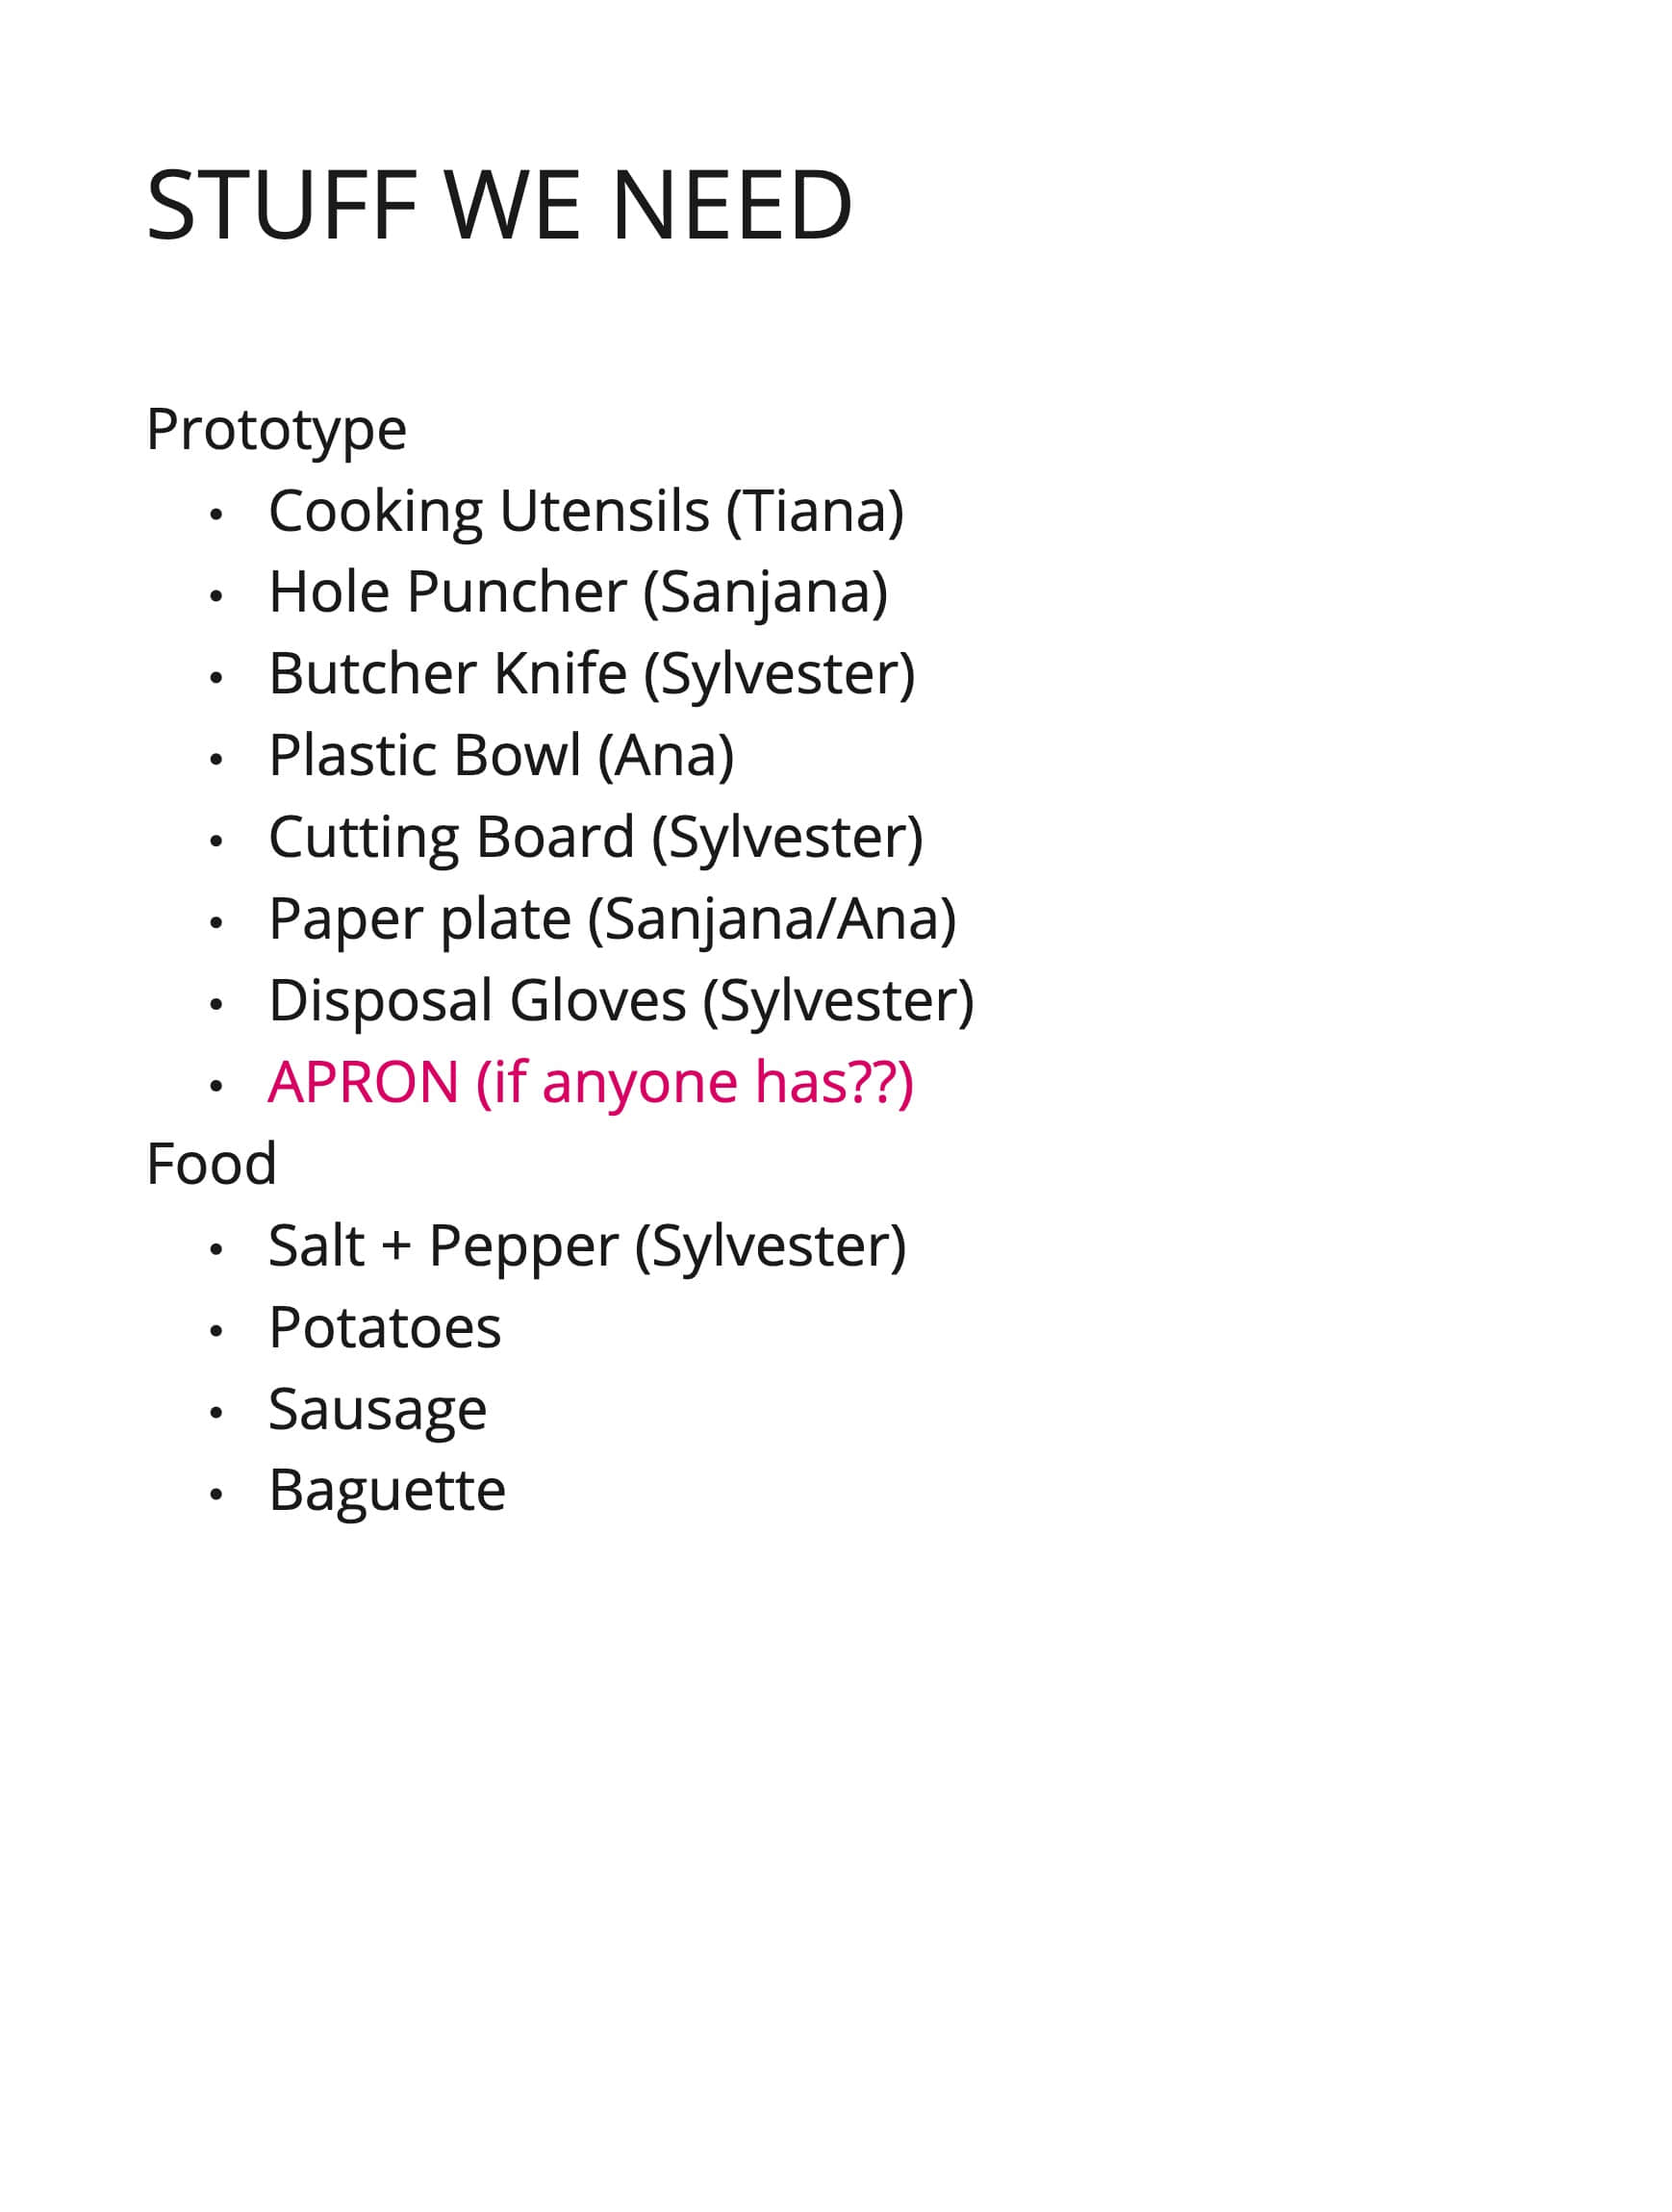 STUFF WE NEED
Prototype
• Cooking Utensils (Tiana)
• Hole Puncher (Sanjana)
• Butcher Knife (Sylvester)
• Plastic Bowl (Ana)
• Cutting Board (Sylvester)
• Paper plate (Sanjana/Ana)
• Disposal Gloves (Sylvester)
• APRON (if anyone has??)
Food
• Salt + Pepper (Sylvester)
• Potatoes
• Sausage
• Baguette